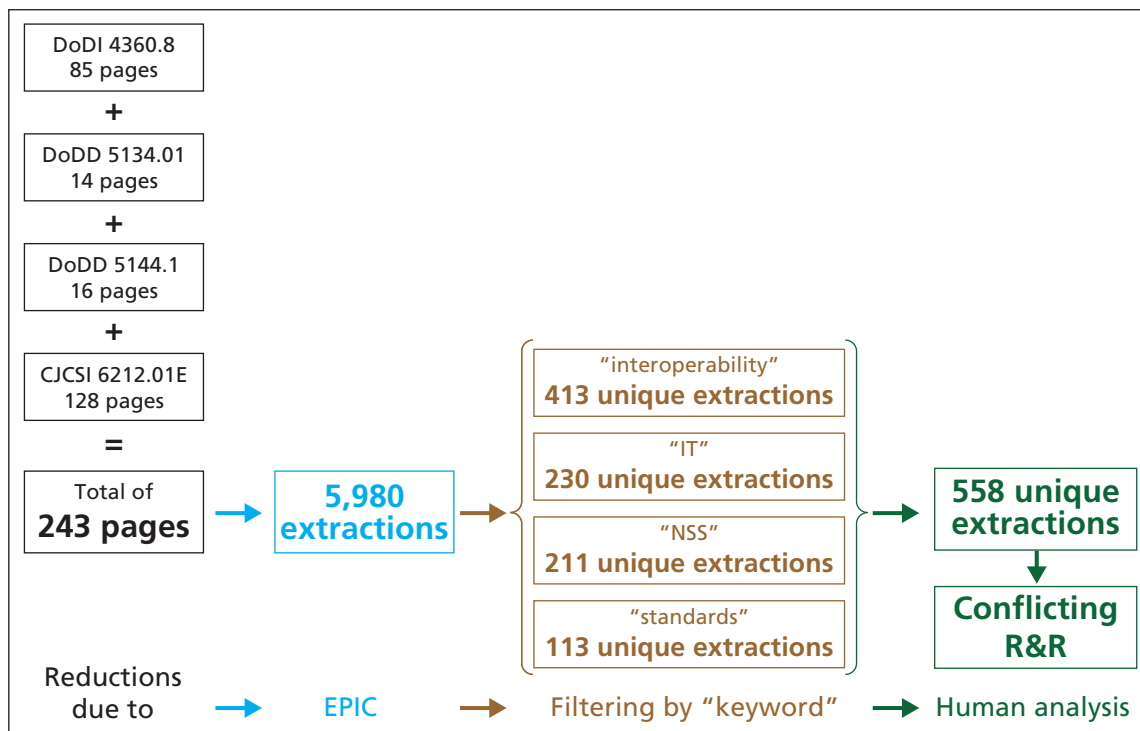 DoDI 4360.8
85 pages
+
DoDD 5134.01
14 pages
+
DoDD 5144.1
16 pages
+
CJCSI 6212.01E
128 pages
=
Total of
243 pages
5,980
extractions
“interoperability”
413 unique extractions
“IT”
230 unique extractions
“NSS”
211 unique extractions
“standards”
113 unique extractions
558 unique
extractions
Conflicting
R&R
Reductions
due to
EPIC
Filtering by “keyword”
Human analysis